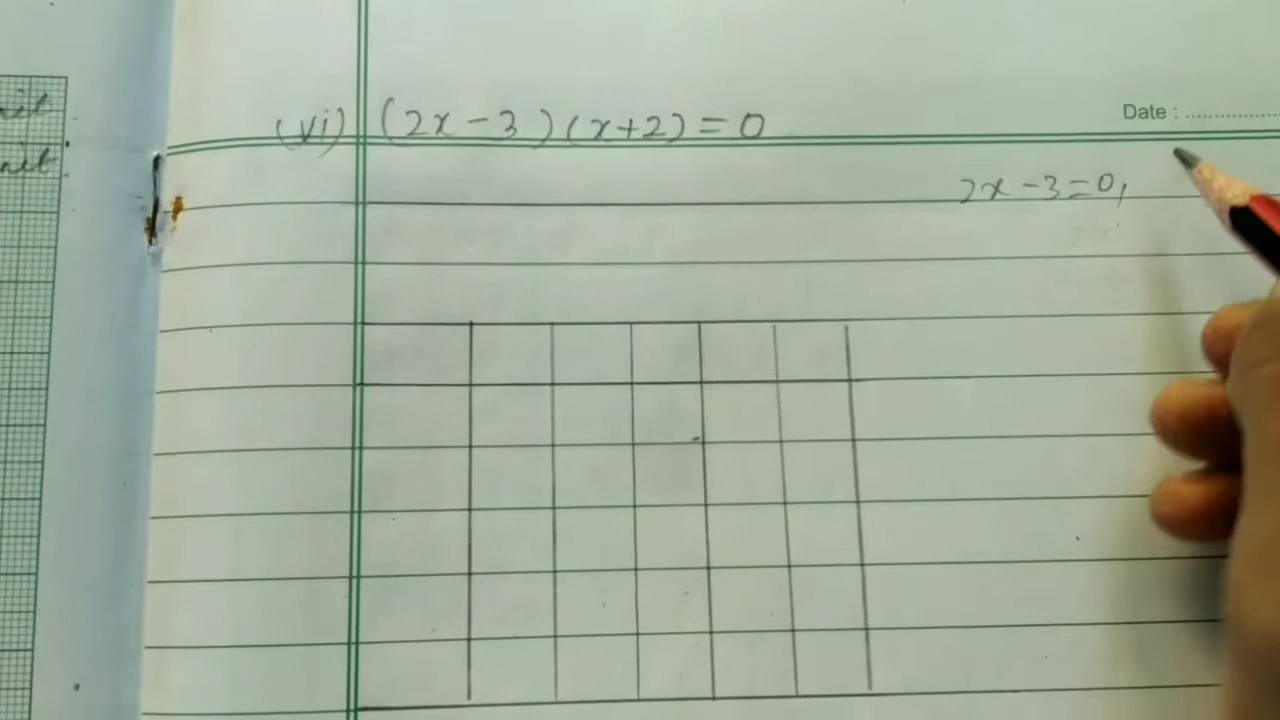 (vi) (2x-3)(x+2)=0
Date : ................
2x-3=0,